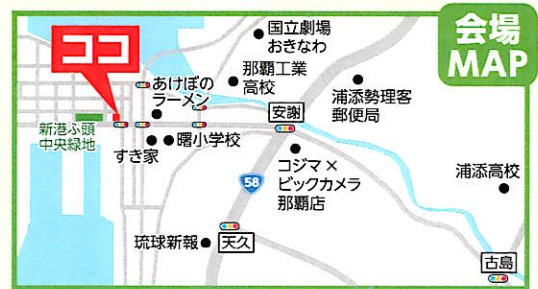 会場
MAP
ココ
国立劇場
おきなわ
那覇工業
高校
あけぼの
ラーメン
浦添勢理客
郵便局
安謝
新港ふ頭
中央緑地
すき家
曙小学校
コジマ×
ビックカメラ
那覇店
浦添高校
58
琉球新報
天久
古島